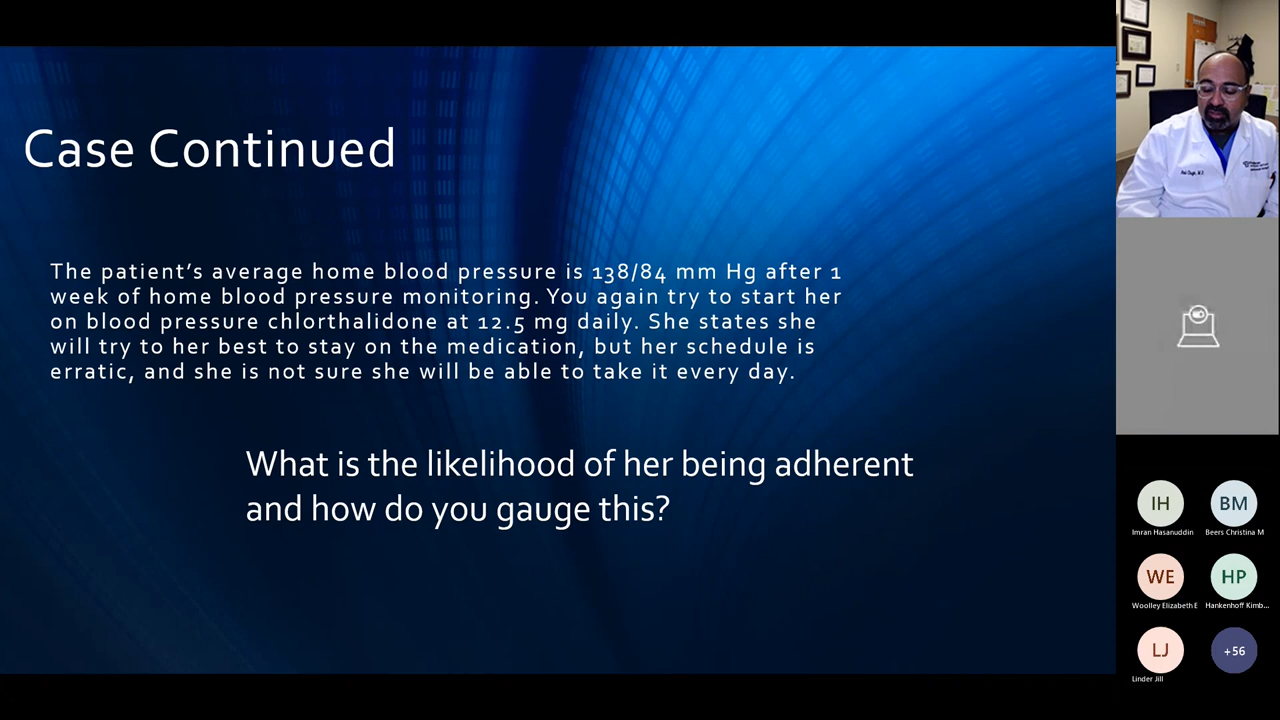 Case Continued
The patient’s average home blood pressure is 138/84 mm Hg after 1
week of home blood pressure monitoring. You again try to start her
on blood pressure chlorthalidone at 12.5 mg daily. She states she
will try to her best to stay on the medication, but her schedule is
erratic, and she is not sure she will be able to take it every day.
What is the likelihood of her being adherent
and how do you gauge this?
IH
BM
Imran Hasanuddin
Beers Christina M
WE
HP
Woolley Elizabeth E
Hankenhoff Kimb...
LJ
+56
Linder Jill